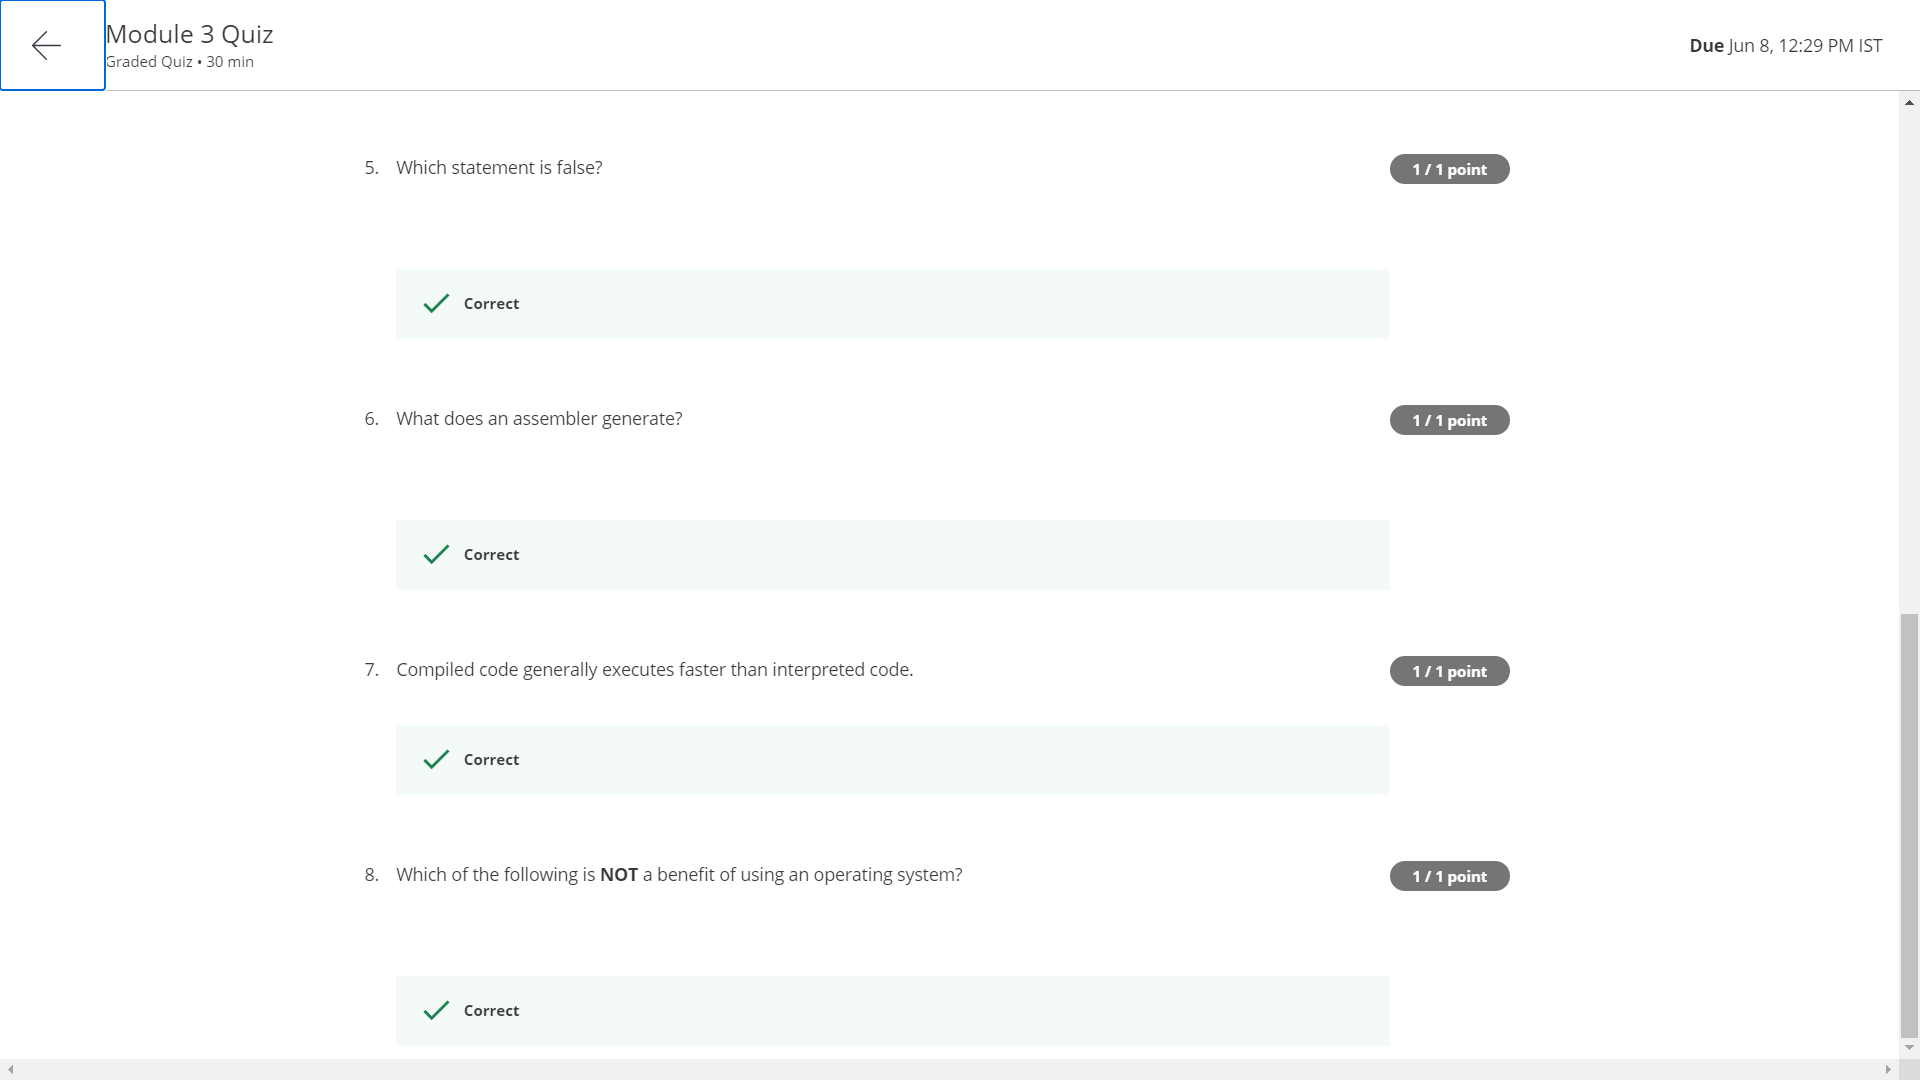 Module 3 Quiz
Graded Quiz • 30 min
Due Jun 8, 12:29 PM IST
5. Which statement is false?
1 / 1 point
Correct
6. What does an assembler generate?
1 / 1 point
Correct
7. Compiled code generally executes faster than interpreted code.
1 / 1 point
Correct
8. Which of the following is NOT a benefit of using an operating system?
1 / 1 point
Correct